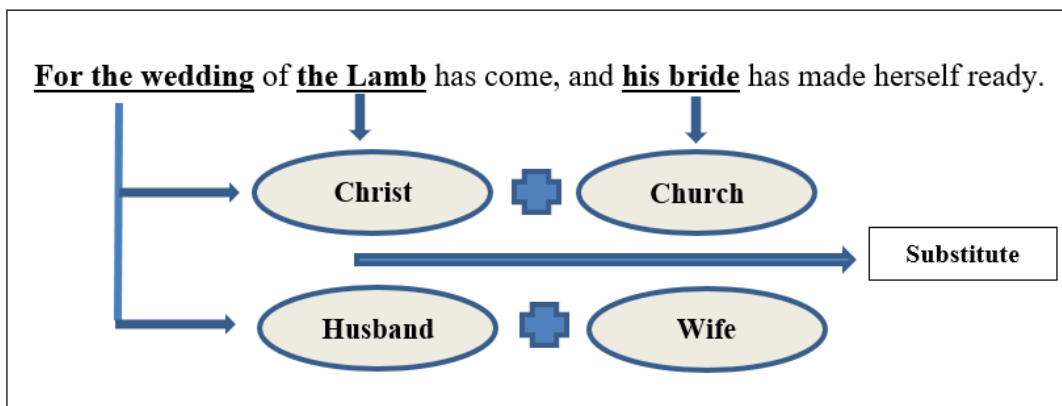 For the wedding of the Lamb has come, and his bride has made herself ready.
Christ
Church
Substitute
Husband
Wife